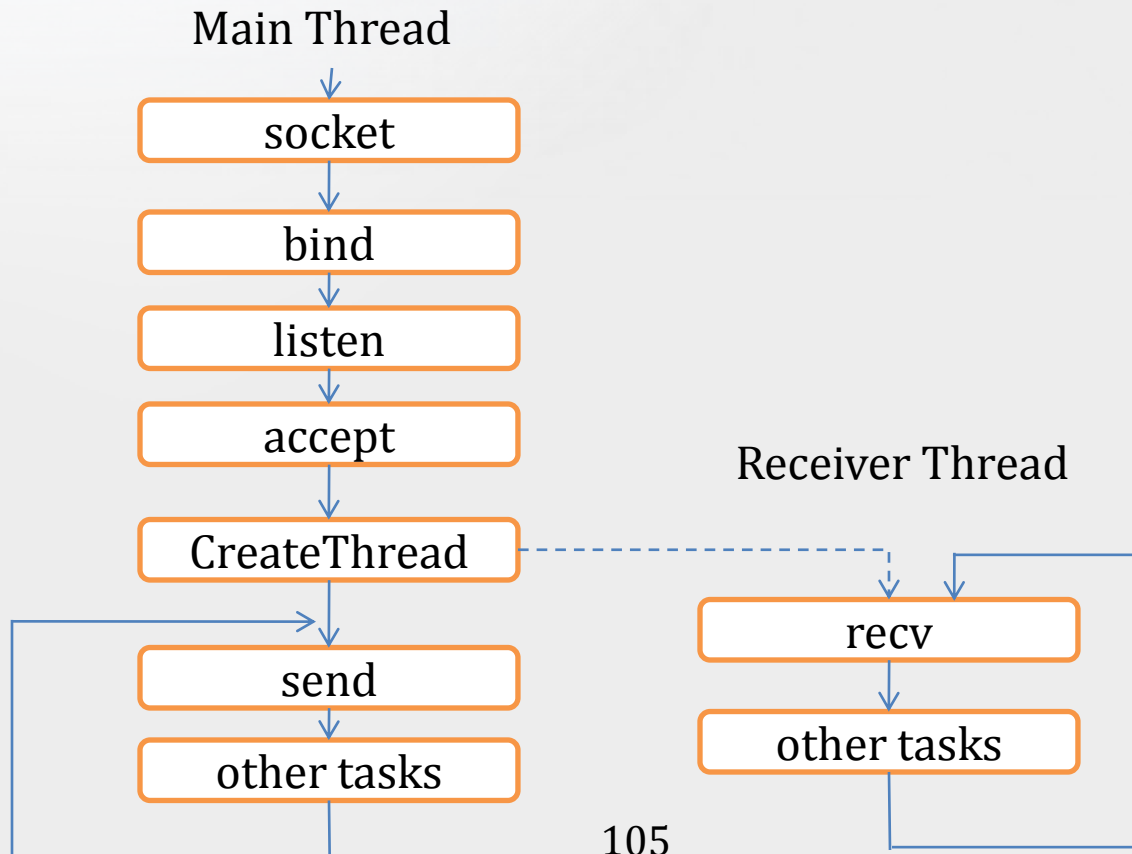 Main Thread
socket
bind
listen
accept
CreateThread
send
other tasks
Receiver Thread
recv
other tasks
105